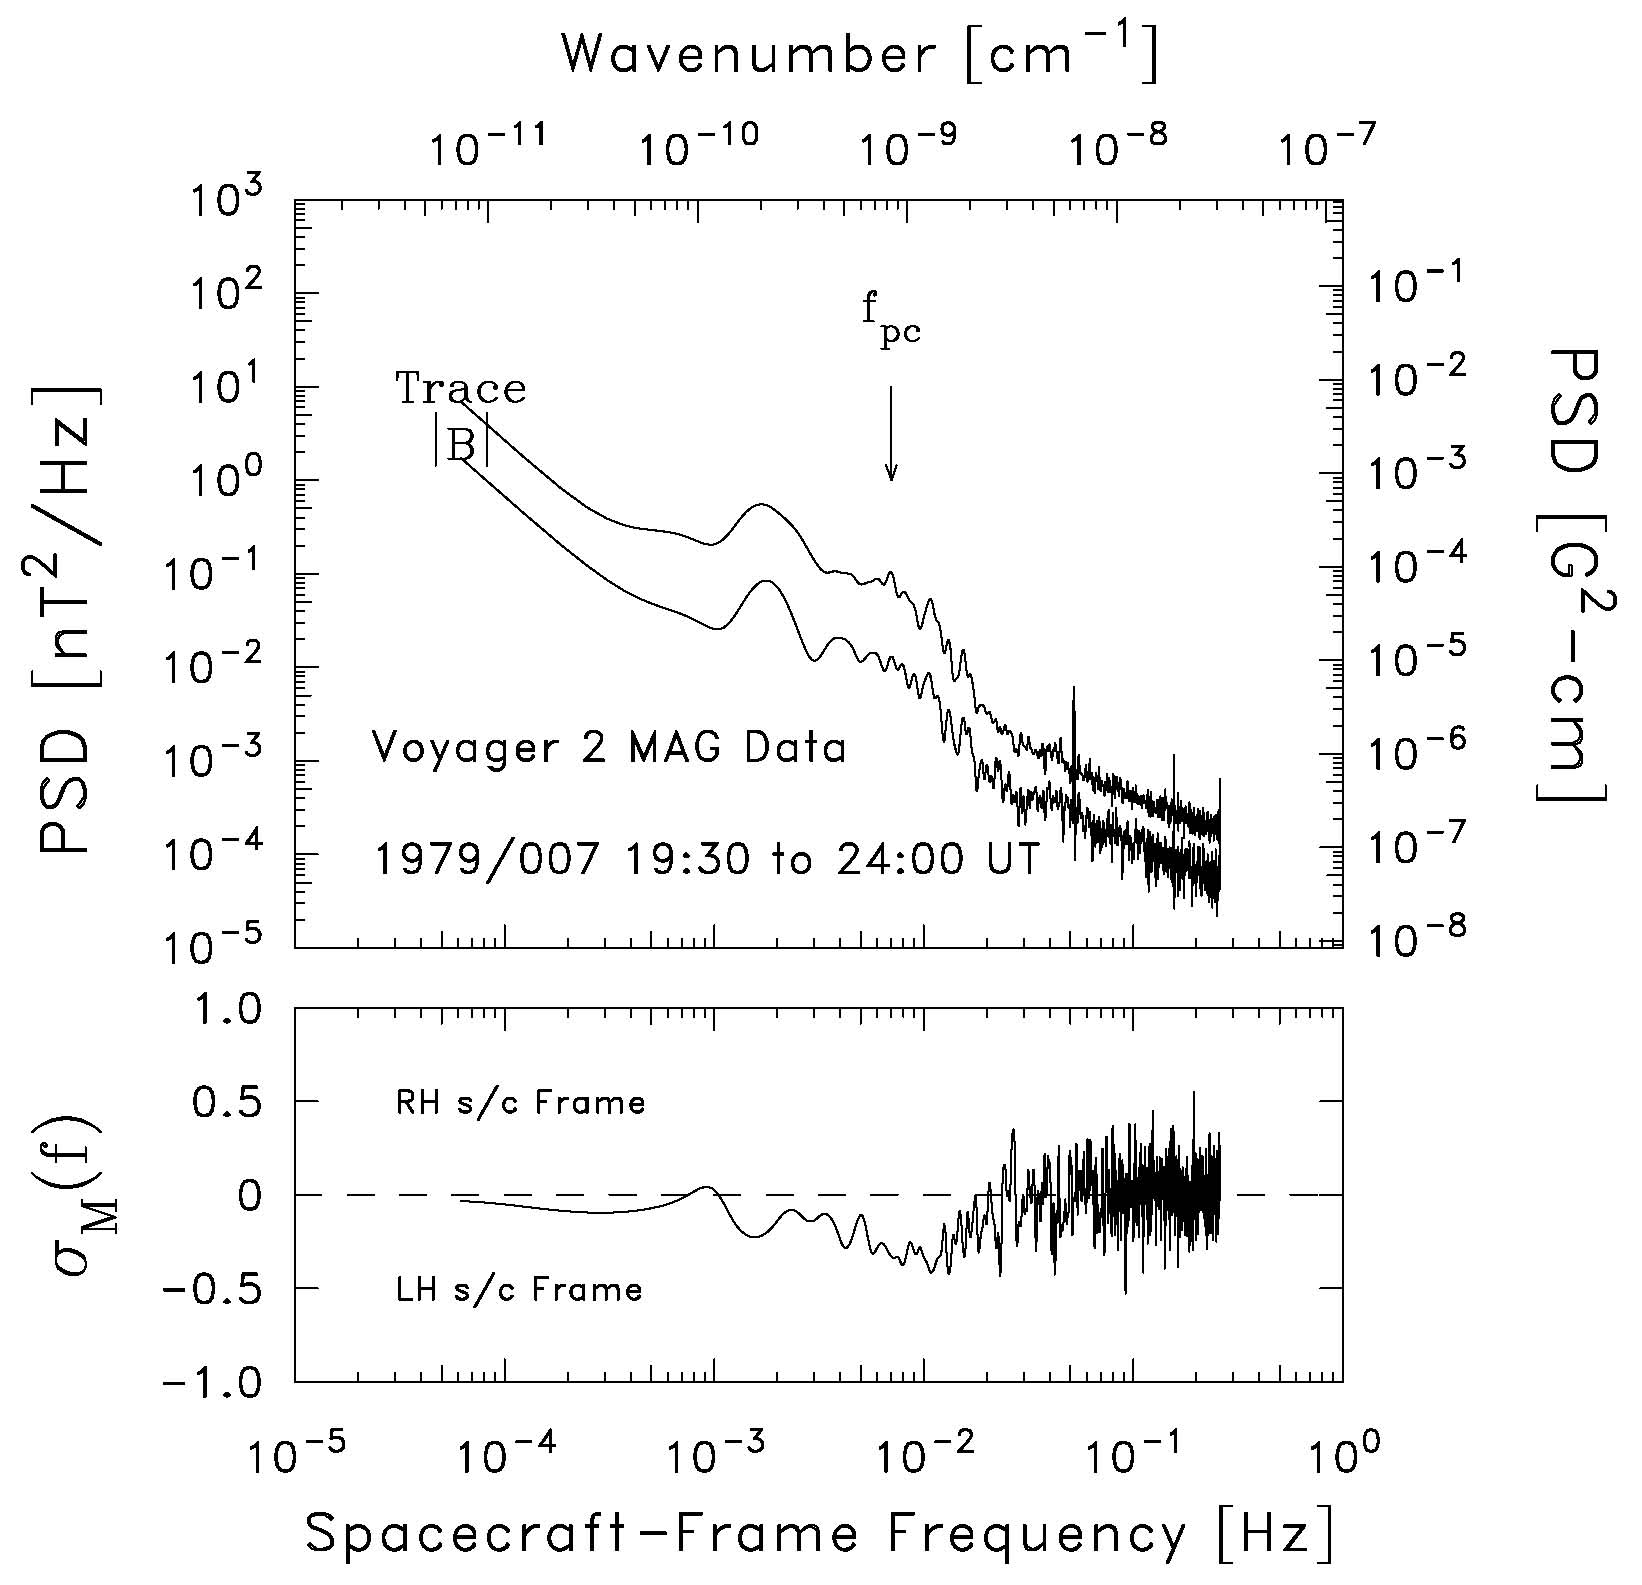 Wavenumber [cm⁻¹]
10⁻¹¹ 10⁻¹⁰ 10⁻⁹ 10⁻⁸ 10⁻⁷
PSD [nT²/Hz]
10³
10²
10¹
10⁰
10⁻¹
10⁻²
10⁻³
10⁻⁴
10⁻⁵
f_pc
Trace
|B|
Voyager 2 MAG Data
1979/007 19:30 to 24:00 UT
10⁻¹
10⁻²
10⁻³
10⁻⁴
10⁻⁵
10⁻⁶
10⁻⁷
10⁻⁸
PSD [G²-cm]
σ_M(f)
1.0
0.5
0
-0.5
-1.0
RH s/c Frame
LH s/c Frame
10⁻⁵ 10⁻⁴ 10⁻³ 10⁻² 10⁻¹ 10⁰
Spacecraft-Frame Frequency [Hz]